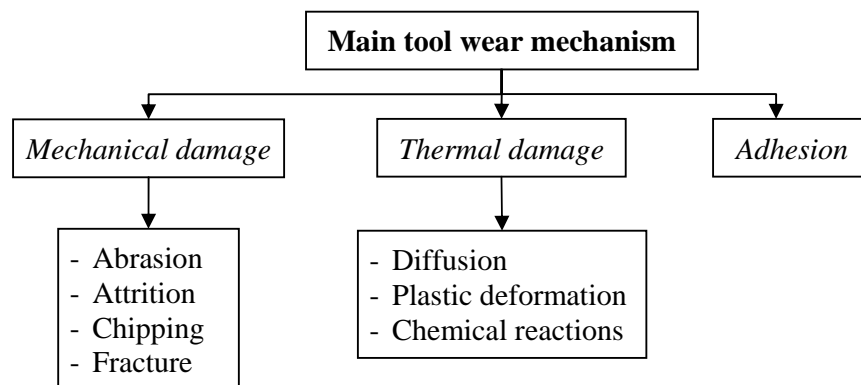 Main tool wear mechanism
Mechanical damage
Thermal damage
Adhesion
- Abrasion
- Attrition
- Chipping
- Fracture
- Diffusion
- Plastic deformation
- Chemical reactions